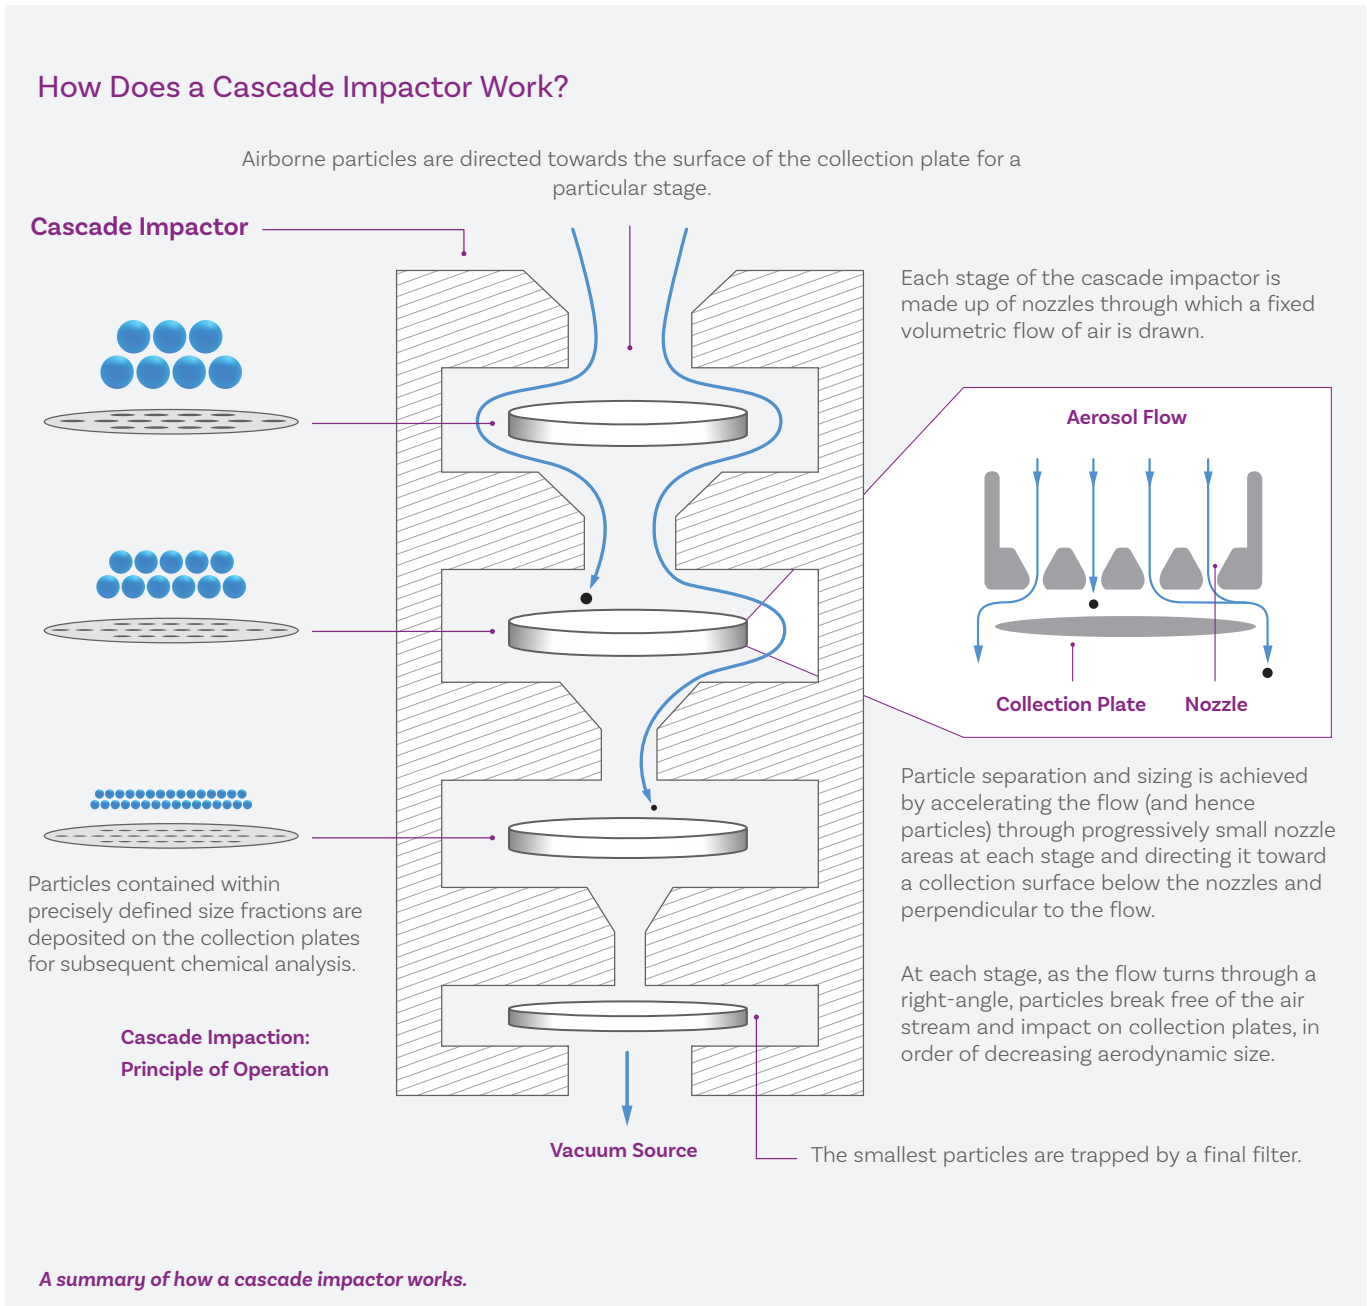 How Does a Cascade Impactor Work?
Airborne particles are directed towards the surface of the collection plate for a
particular stage.
Cascade Impactor
Each stage of the cascade impactor is
made up of nozzles through which a fixed
volumetric flow of air is drawn.
Aerosol Flow
Collection Plate
Nozzle
Particle separation and sizing is achieved
by accelerating the flow (and hence
particles) through progressively small nozzle
areas at each stage and directing it toward
a collection surface below the nozzles and
perpendicular to the flow.
Particles contained within
precisely defined size fractions are
deposited on the collection plates
for subsequent chemical analysis.
At each stage, as the flow turns through a
right-angle, particles break free of the air
stream and impact on collection plates, in
order of decreasing aerodynamic size.
Cascade Impaction:
Principle of Operation
Vacuum Source
The smallest particles are trapped by a final filter.
A summary of how a cascade impactor works.